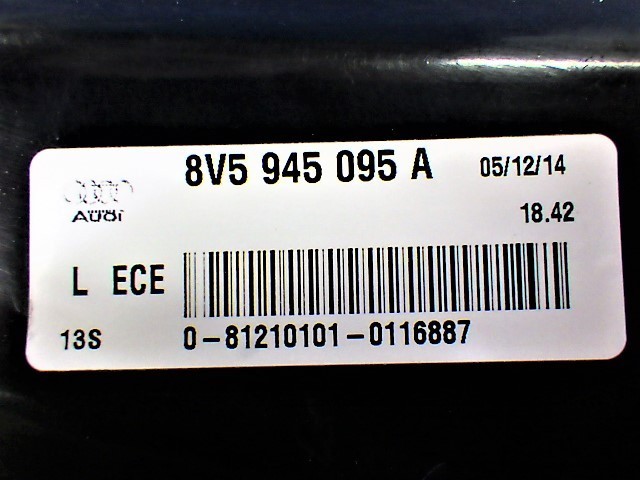 8V5 945 095 A 05/12/14
Audi 18.42
L ECE
13S 0-81210101-0116887